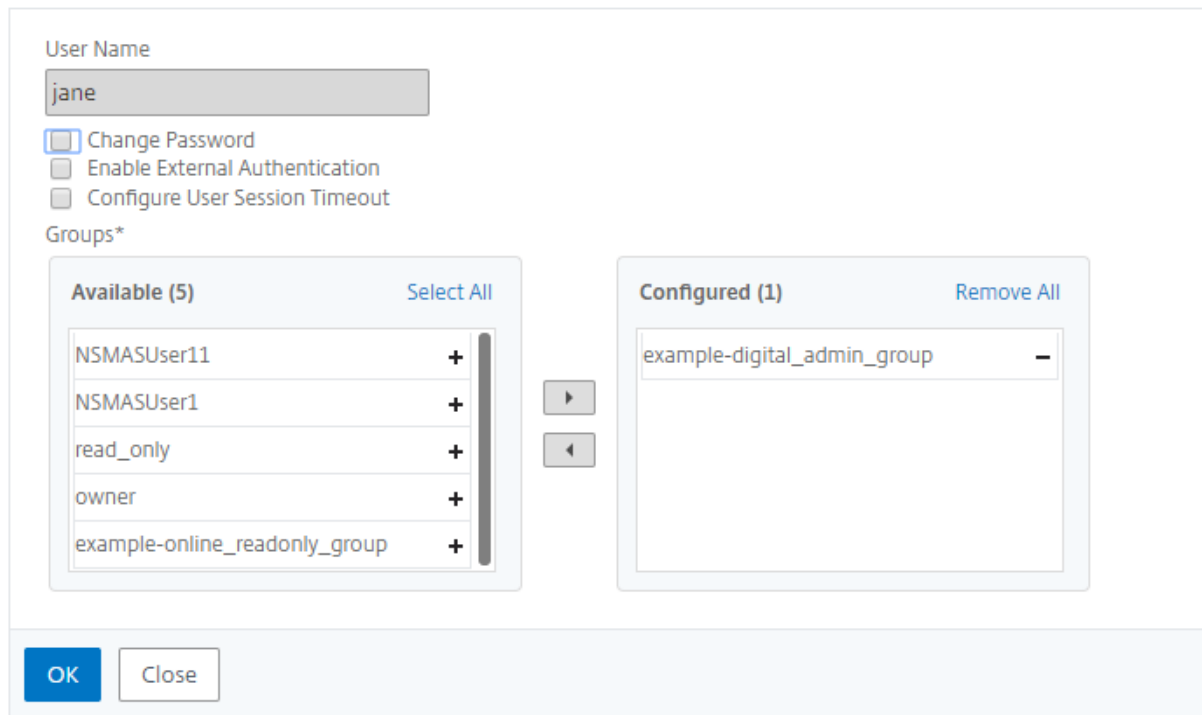 User Name
jane
Change Password
Enable External Authentication
Configure User Session Timeout
Groups*
Available (5) Select All
NSMASUser11
NSMASUser1
read_only
owner
example-online_readonly_group
Configured (1) Remove All
example-digital_admin_group
OK Close